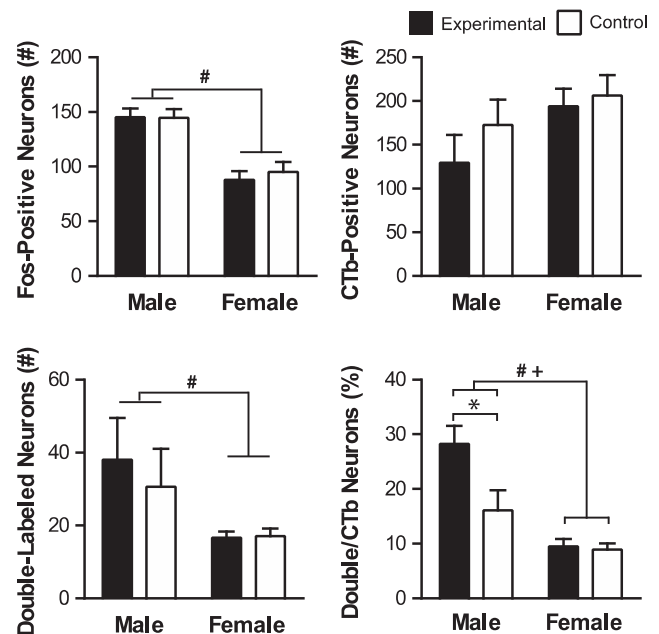 Experimental Control
Fos-Positive Neurons (#)
200
150
100
50
0
#
Male Female
CTb-Positive Neurons (#)
250
200
150
100
50
0
Male Female
Double-Labeled Neurons (#)
60
40
20
0
#
Male Female
Double/CTb Neurons (%)
40
30
20
10
0
# +
*
Male Female